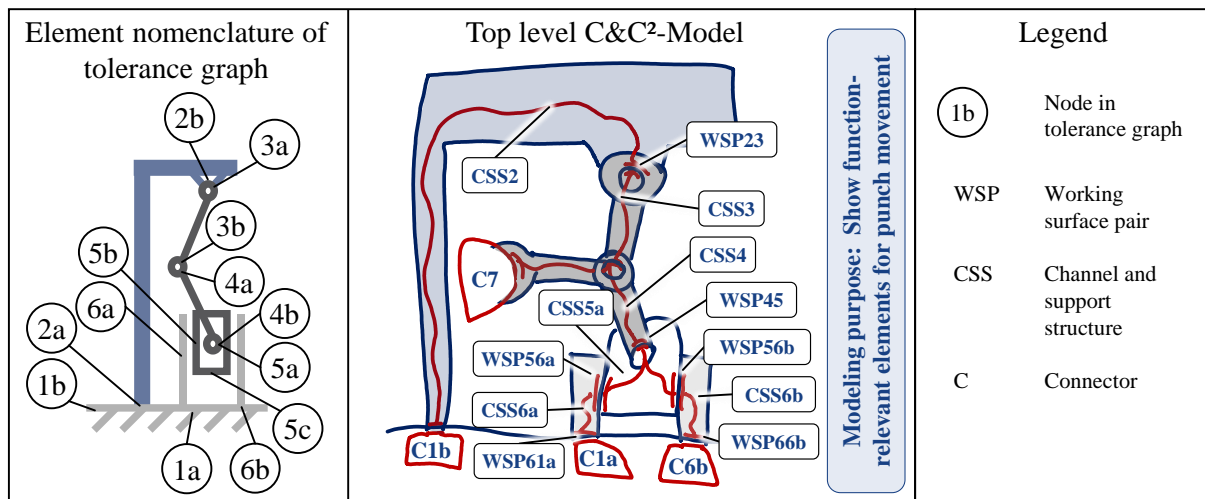 Element nomenclature of
tolerance graph
2b
3a
3b
5b
4a
6a
2a
4b
1b
5a
5c
1a
6b
Top level C&C²-Model
WSP23
CSS2
CSS3
C7
CSS4
CSS5a
WSP45
WSP56a
WSP56b
CSS6a
CSS6b
C1b
WSP61a
C1a
C6b
WSP66b
Modeling purpose: Show function-
relevant elements for punch movement
Legend
1b
Node in
tolerance graph
WSP
Working
surface pair
CSS
Channel and
support
structure
C
Connector